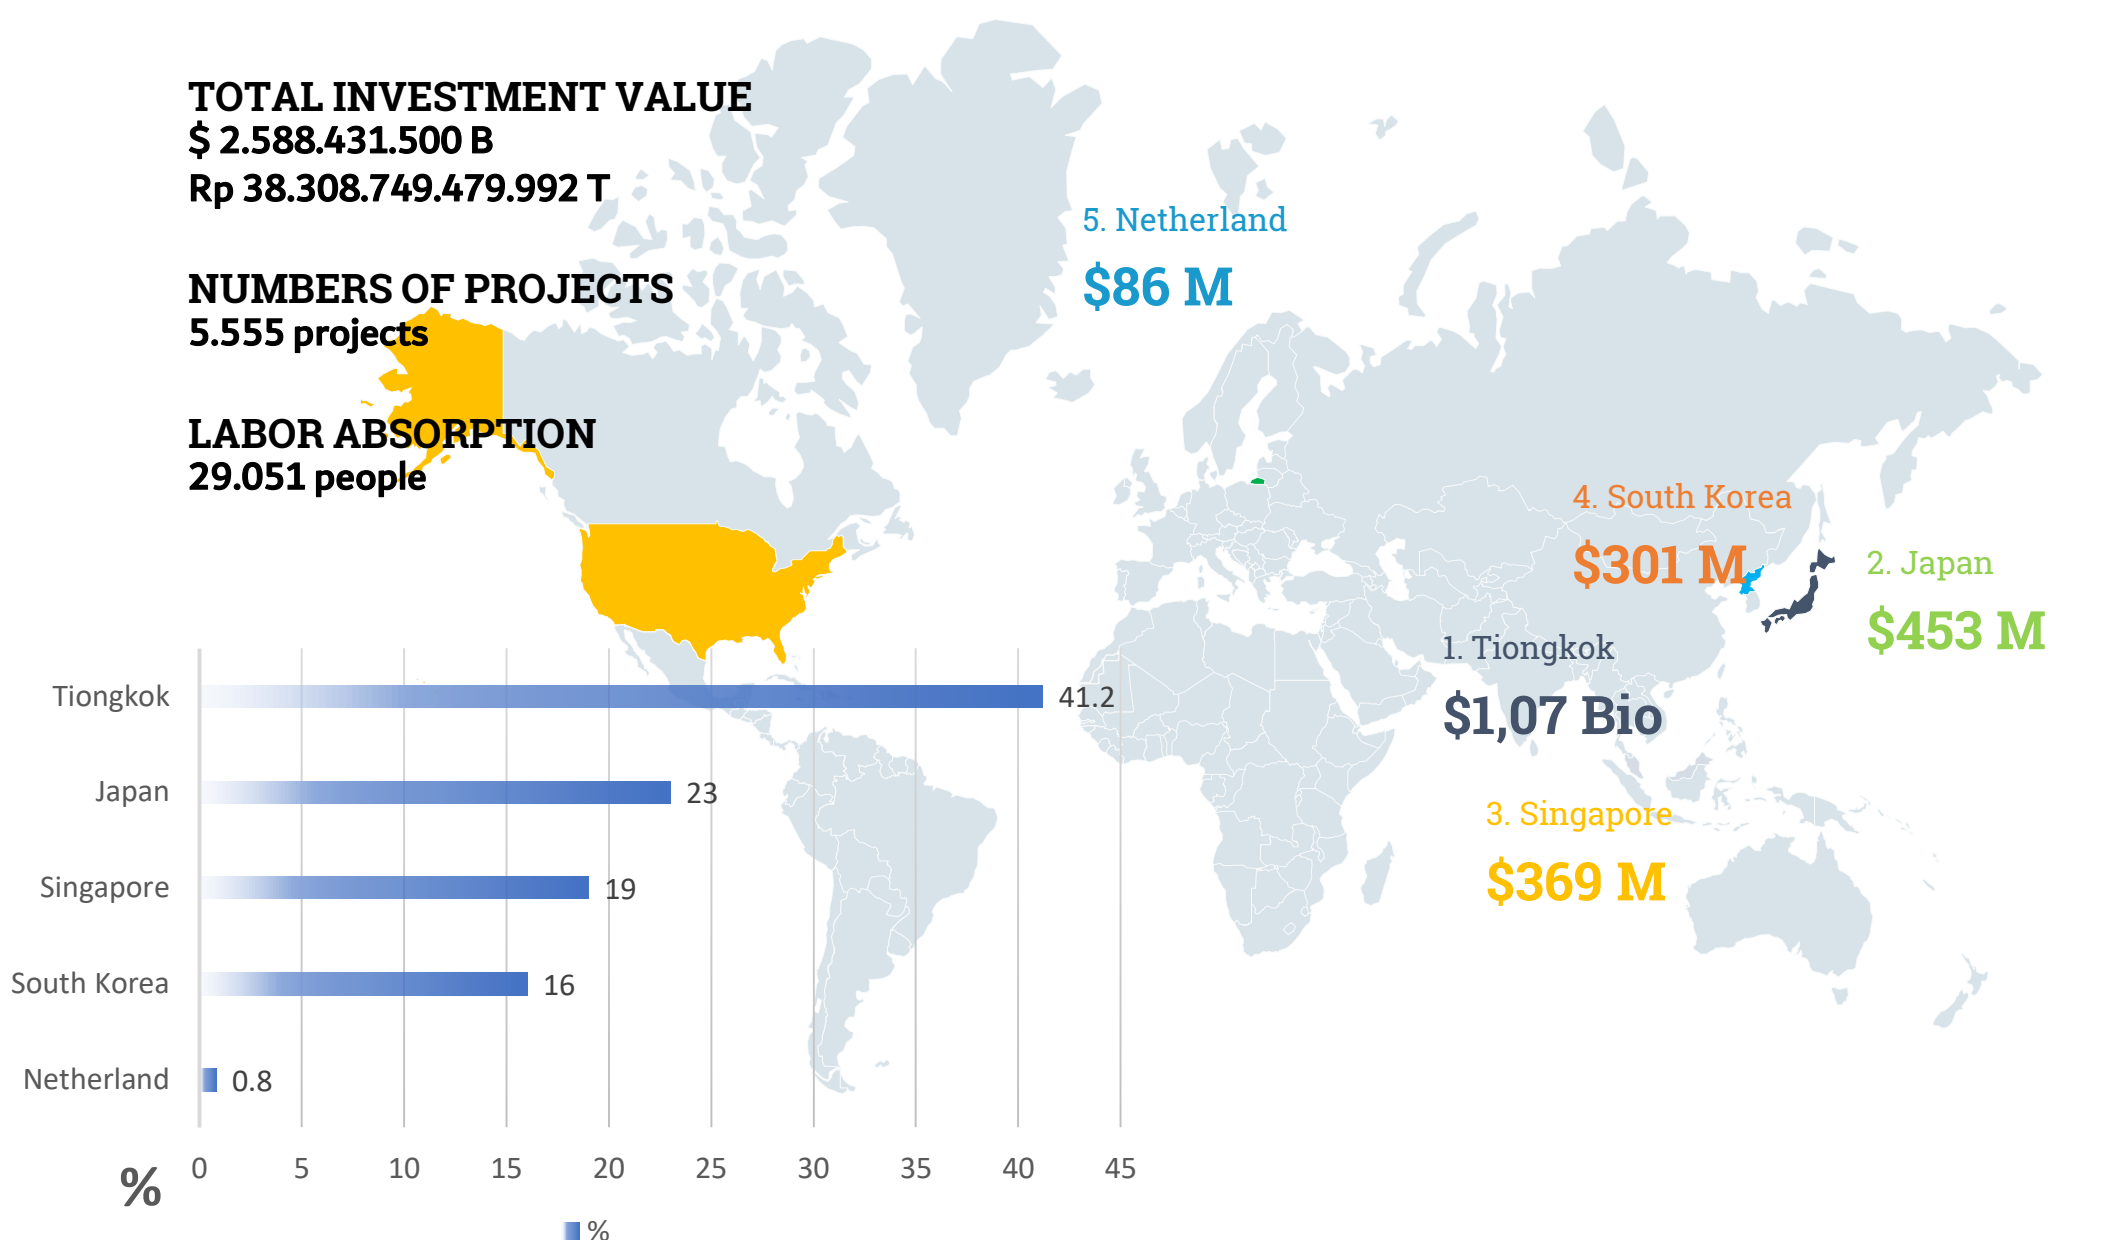 TOTAL INVESTMENT VALUE
$ 2.588.431.500 B
Rp 38.308.749.479.992 T
NUMBERS OF PROJECTS
5.555 projects
LABOR ABSORPTION
29.051 people
5. Netherland
$86 M
4. South Korea
$301 M
2. Japan
$453 M
1. Tiongkok
$1,07 Bio
3. Singapore
$369 M
Tiongkok 41.2
Japan 23
Singapore 19
South Korea 16
Netherland 0.8
0 5 10 15 20 25 30 35 40 45
%
%